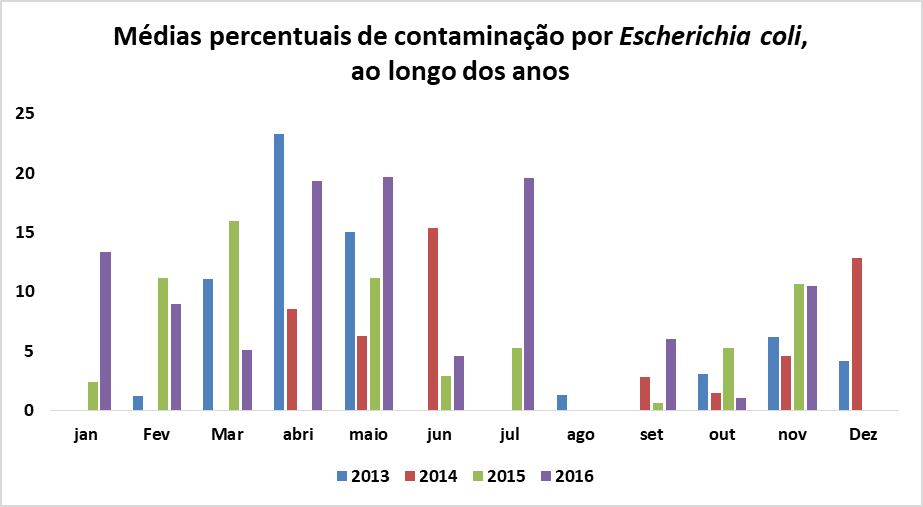 Médias percentuais de contaminação por Escherichia coli,
ao longo dos anos
25
20
15
10
5
0
jan Fev Mar abri maio jun jul ago set out nov Dez
2013 2014 2015 2016